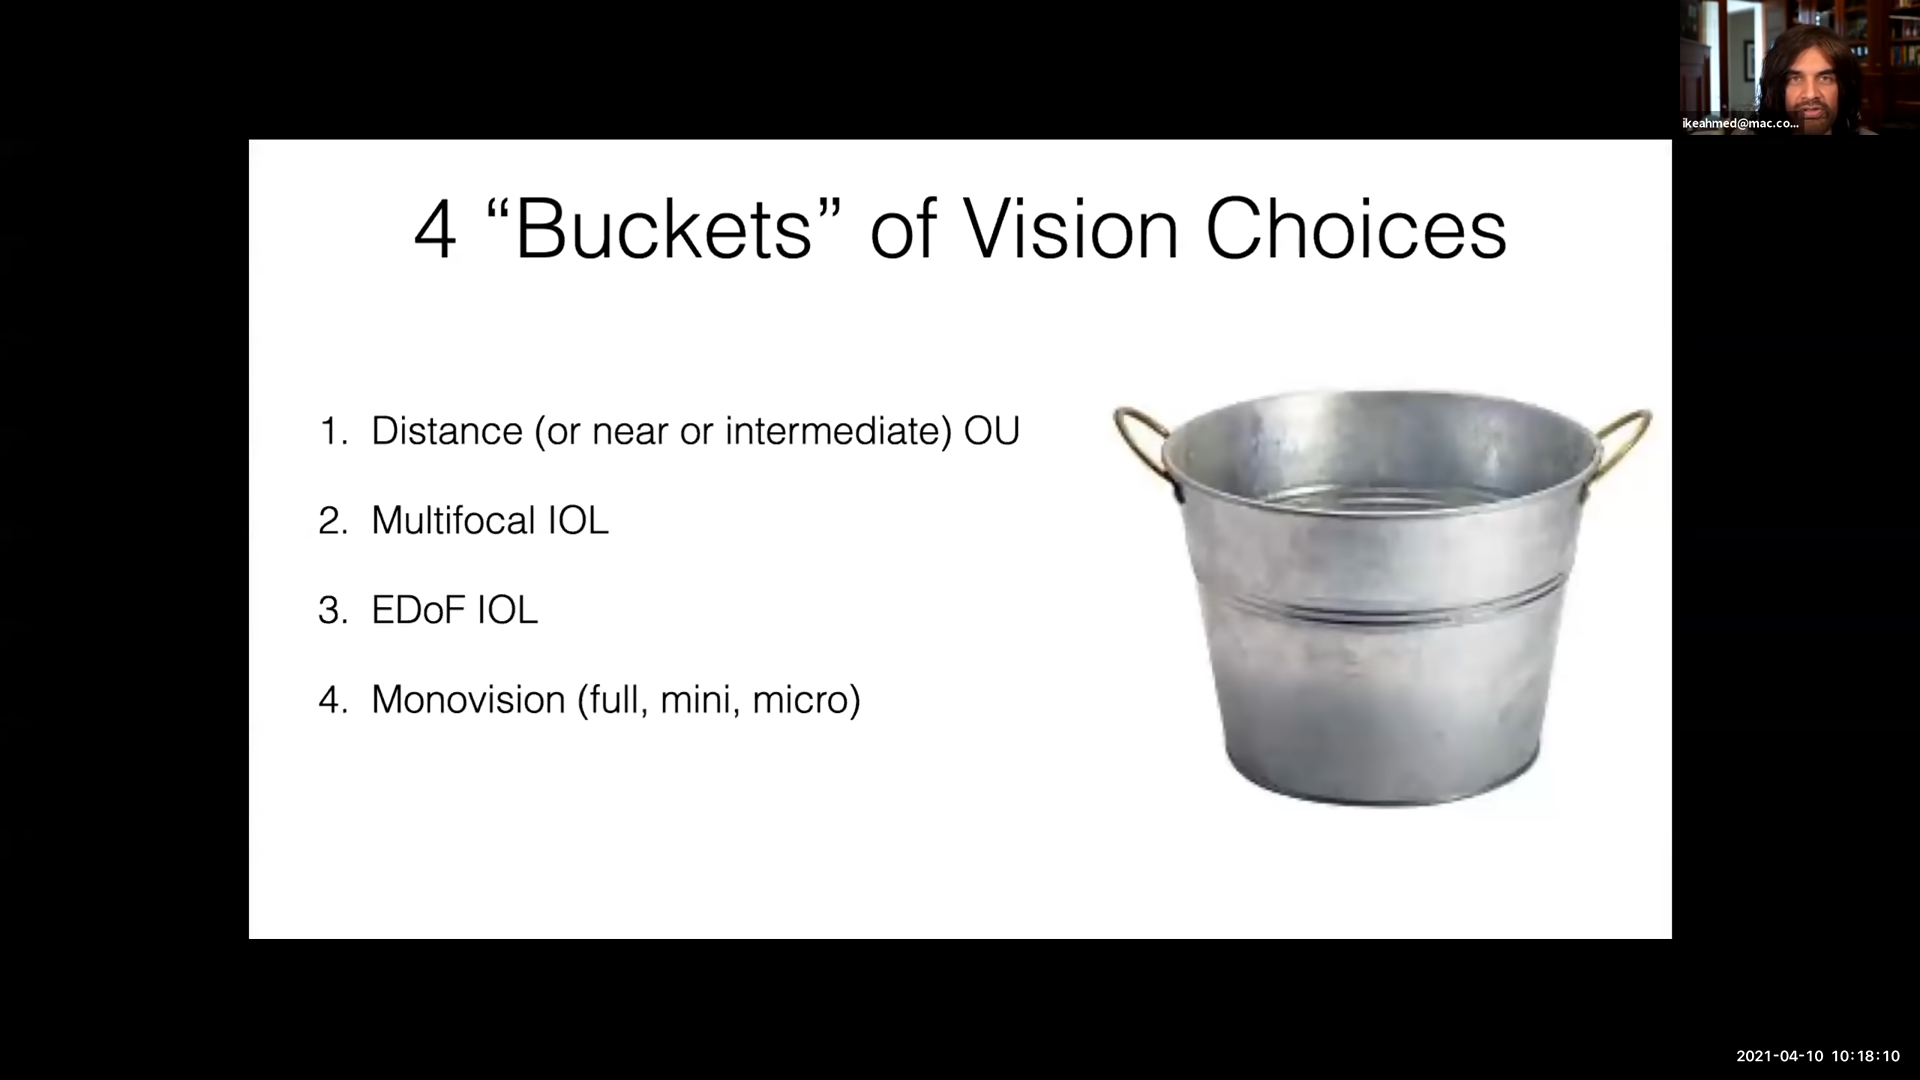 ikeahmed@mac.co...
4 “Buckets” of Vision Choices
1. Distance (or near or intermediate) OU
2. Multifocal IOL
3. EDoF IOL
4. Monovision (full, mini, micro)
2021-04-10 10:18:10